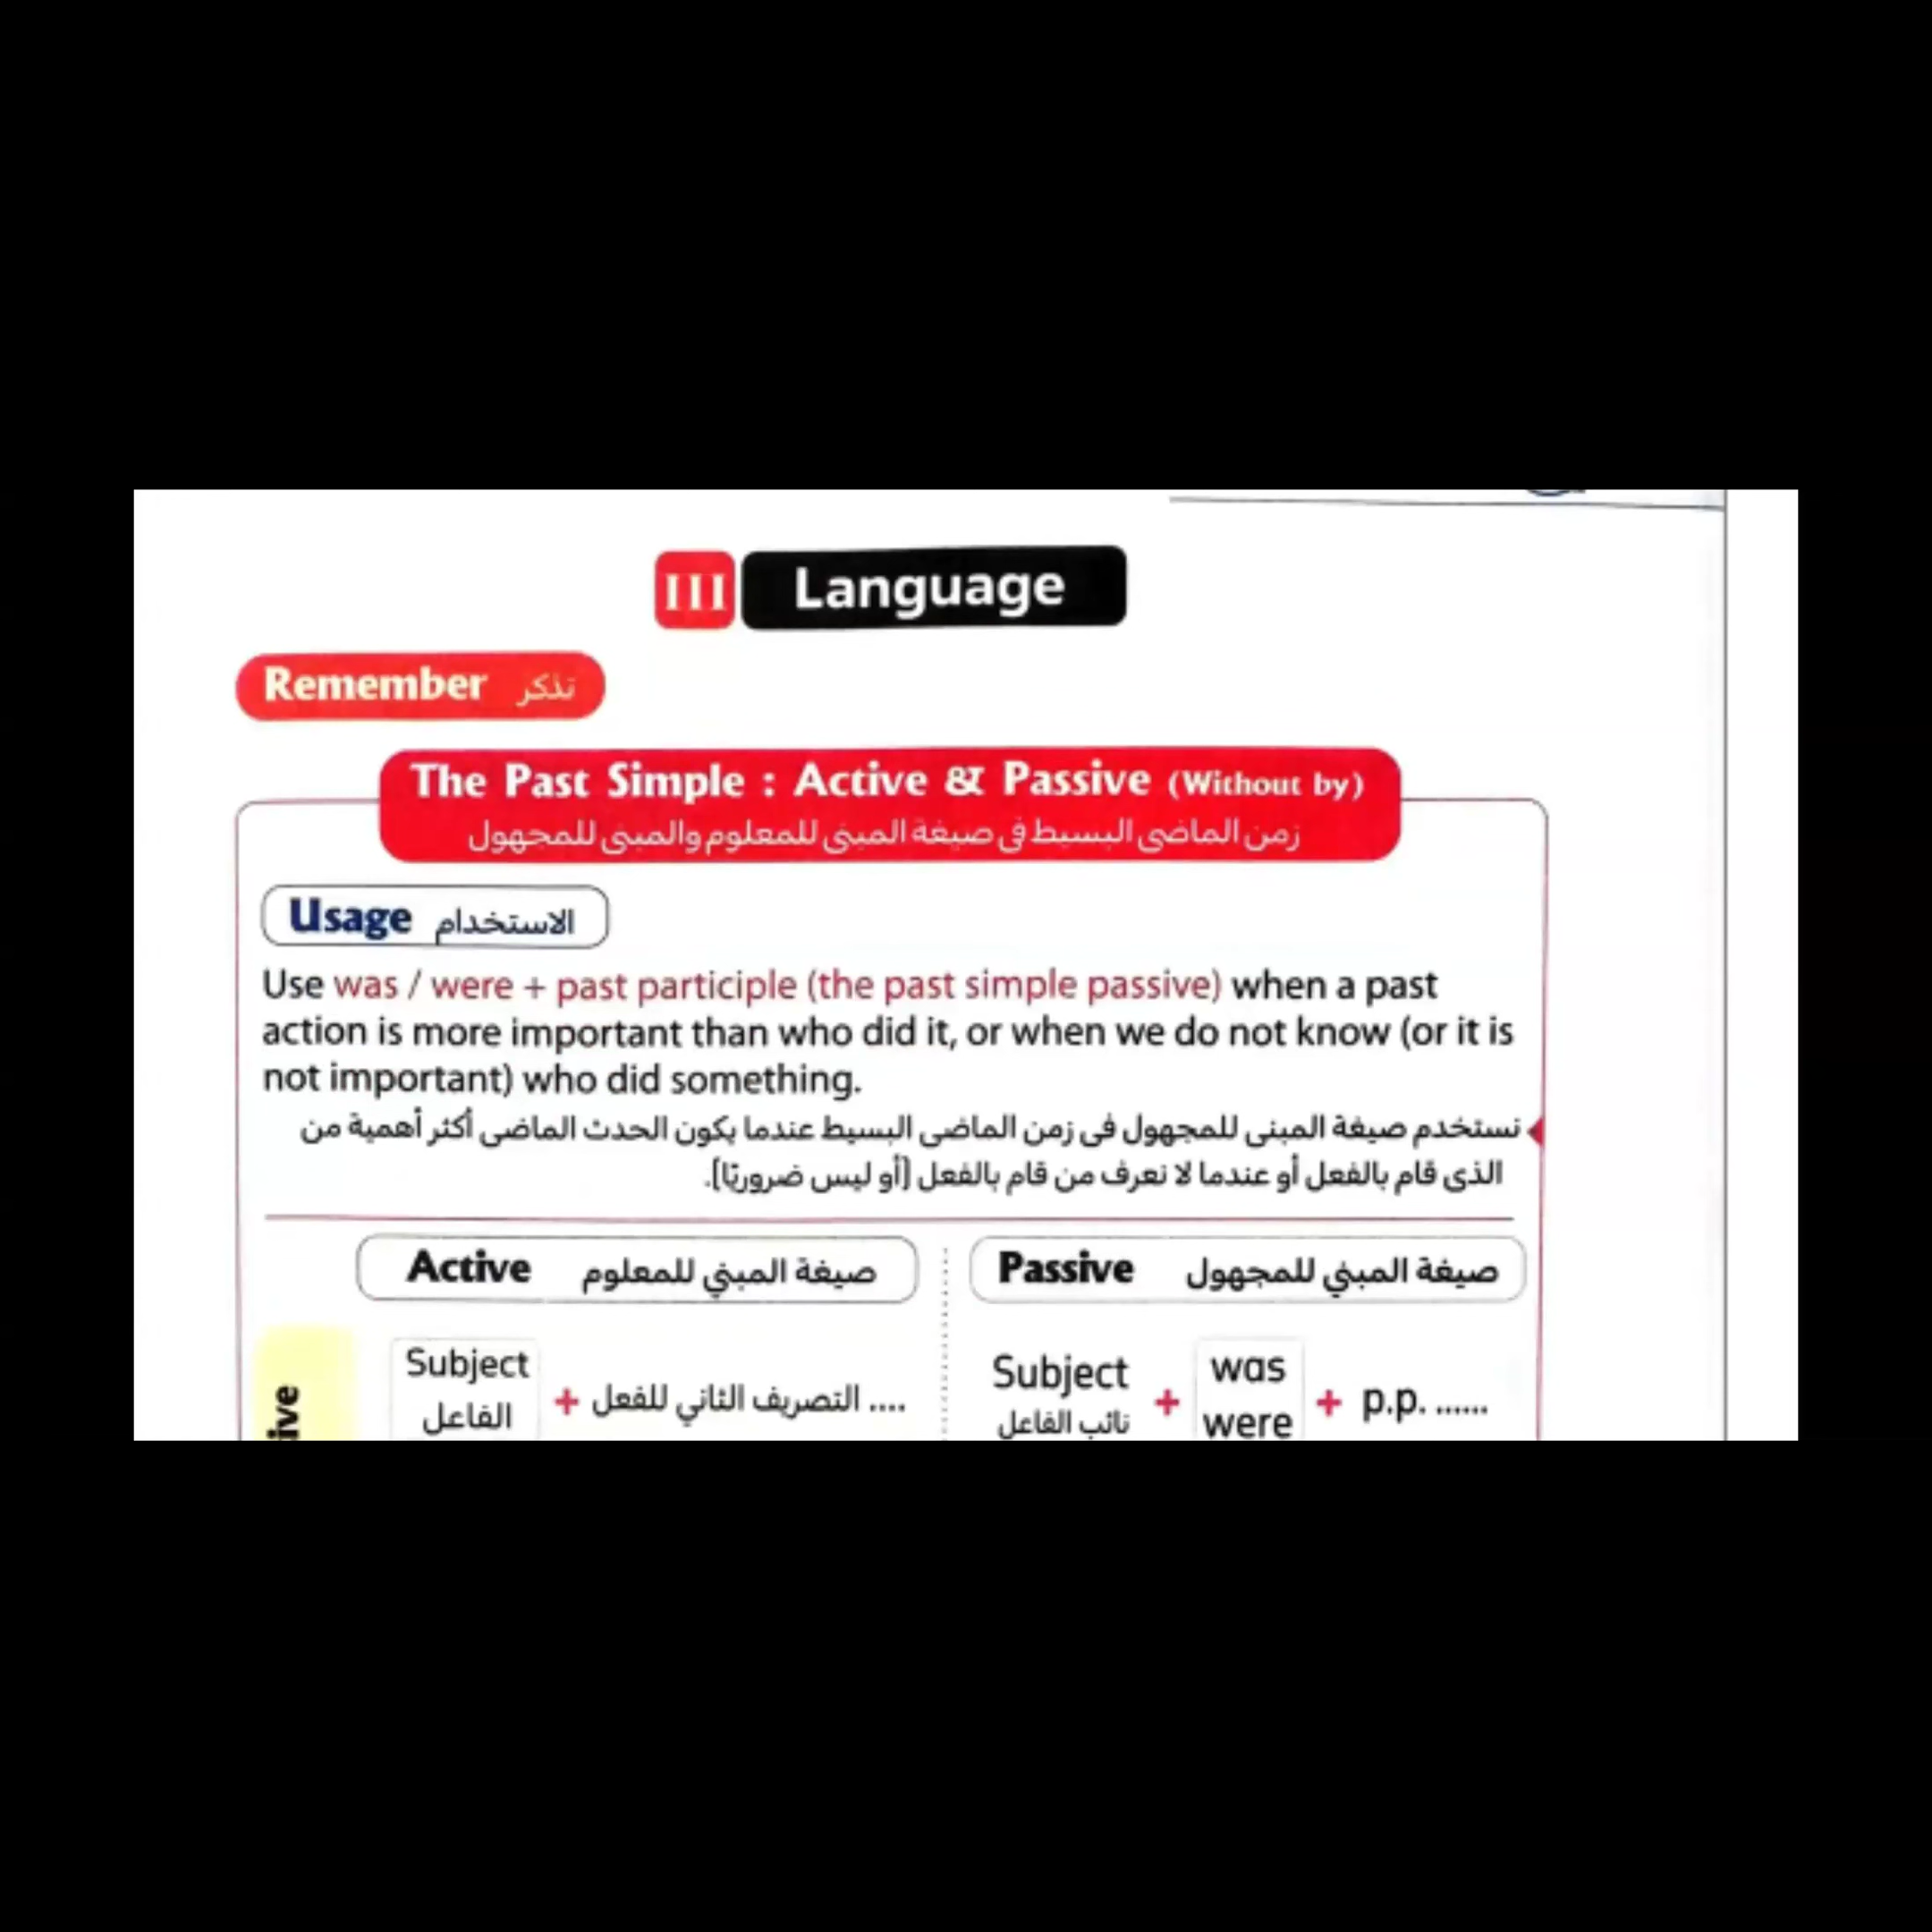 III Language
Remember تذكر
The Past Simple : Active & Passive (Without by)
زمن الماضى البسيط فى صيغة المبنى للمعلوم والمبنى للمجهول
Usage الاستخدام
Use was / were + past participle (the past simple passive) when a past
action is more important than who did it, or when we do not know (or it is
not important) who did something.
نستخدم صيغة المبنى للمجهول فى زمن الماضى البسيط عندما يكون الحدث الماضى أكثر أهمية من
الذى قام بالفعل أو عندما لا نعرف من قام بالفعل (أو ليس ضروريًا).
Active صيغة المبني للمعلوم
Passive صيغة المبني للمجهول
Subject
الفاعل
+ التصريف الثاني للفعل ....
Subject
نائب الفاعل
+
was
were
+ p.p. ......